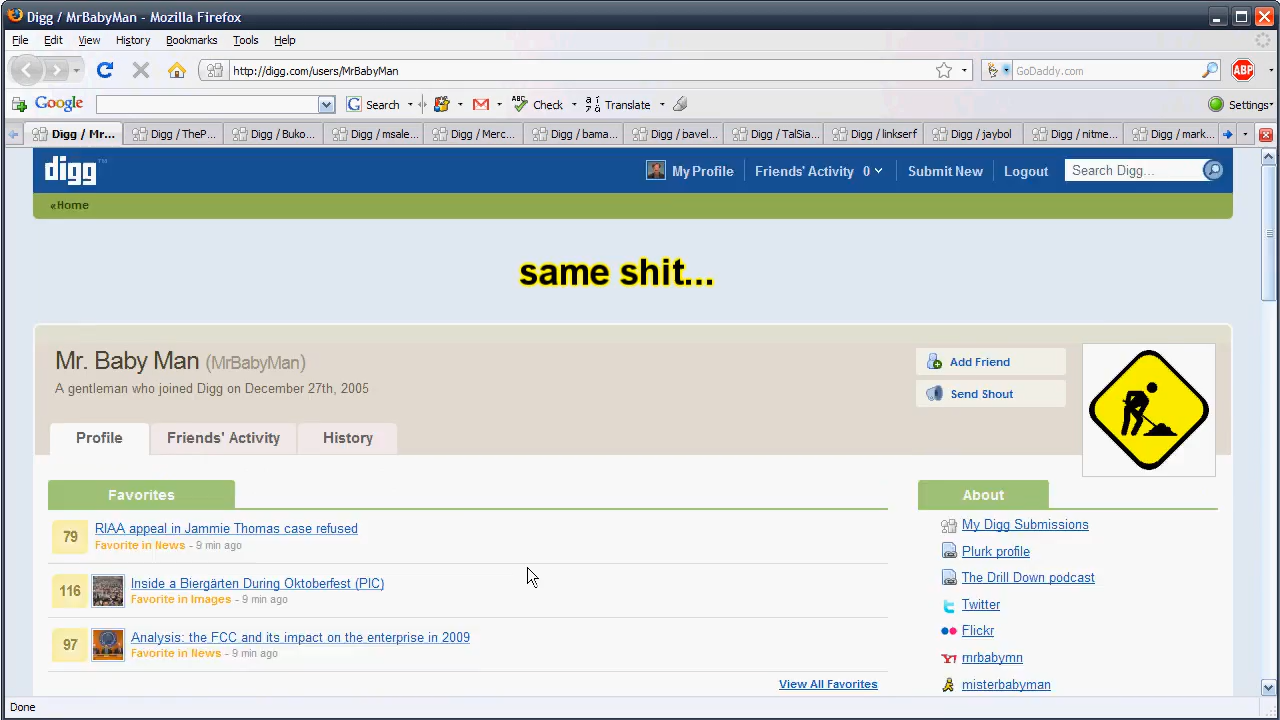 Digg / MrBabyMan - Mozilla Firefox
File Edit View History Bookmarks Tools Help
http://digg.com/users/MrBabyMan
GoDaddy.com
ABP
Google
G Search
ABC Check
Translate
Settings
Digg / Mr... Digg / TheP... Digg / Buko... Digg / msale... Digg / Merc... Digg / bama... Digg / bave... Digg / TalSia... Digg / linkserf Digg / jaybol Digg / nitme... Digg / mark...
digg™
My Profile Friends' Activity 0 Submit New Logout Search Digg...
«Home
same shit...
Mr. Baby Man (MrBabyMan)
A gentleman who joined Digg on December 27th, 2005
Add Friend
Send Shout
Profile Friends' Activity History
Favorites
79 RIAA appeal in Jammie Thomas case refused
Favorite in News - 9 min ago
116 Inside a Biergärten During Oktoberfest (PIC)
Favorite in Images - 9 min ago
97 Analysis: the FCC and its impact on the enterprise in 2009
Favorite in News - 9 min ago
View All Favorites
About
My Digg Submissions
Plurk profile
The Drill Down podcast
Twitter
Flickr
mrbabymn
misterbabyman
Done